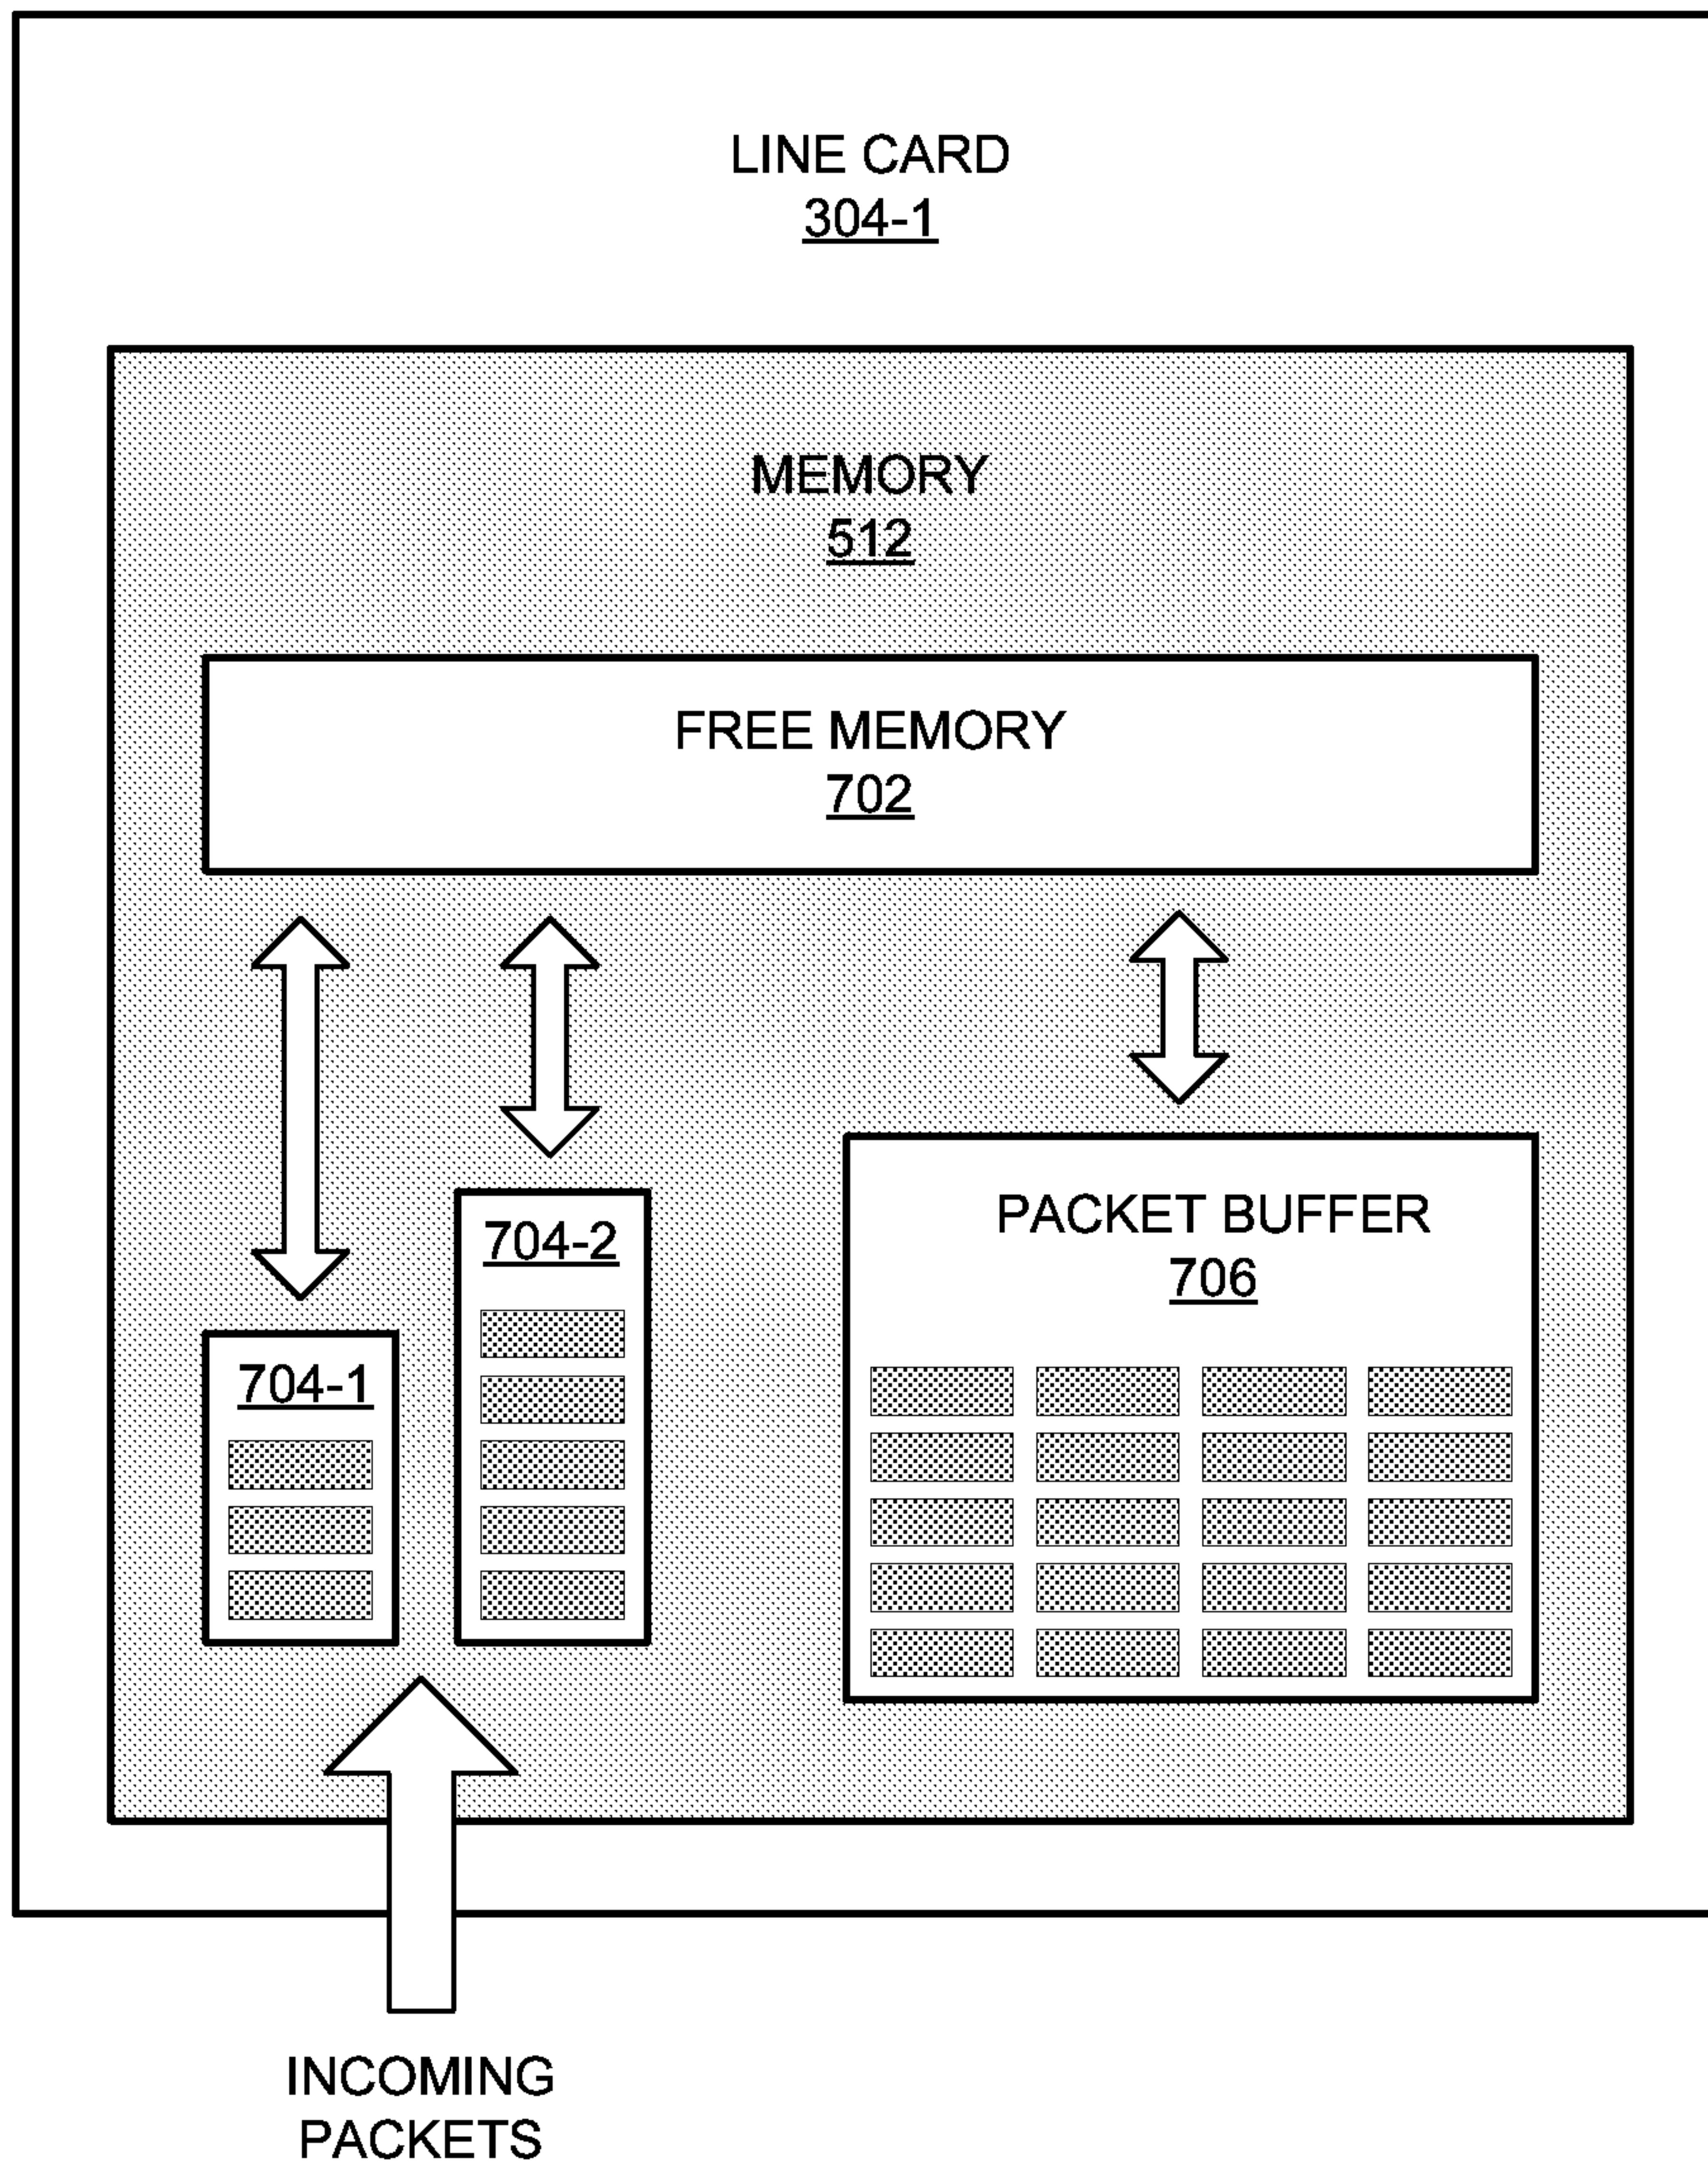 LINE CARD
304-1
MEMORY
512
FREE MEMORY
702
704-1
704-2
PACKET BUFFER
706
INCOMING
PACKETS